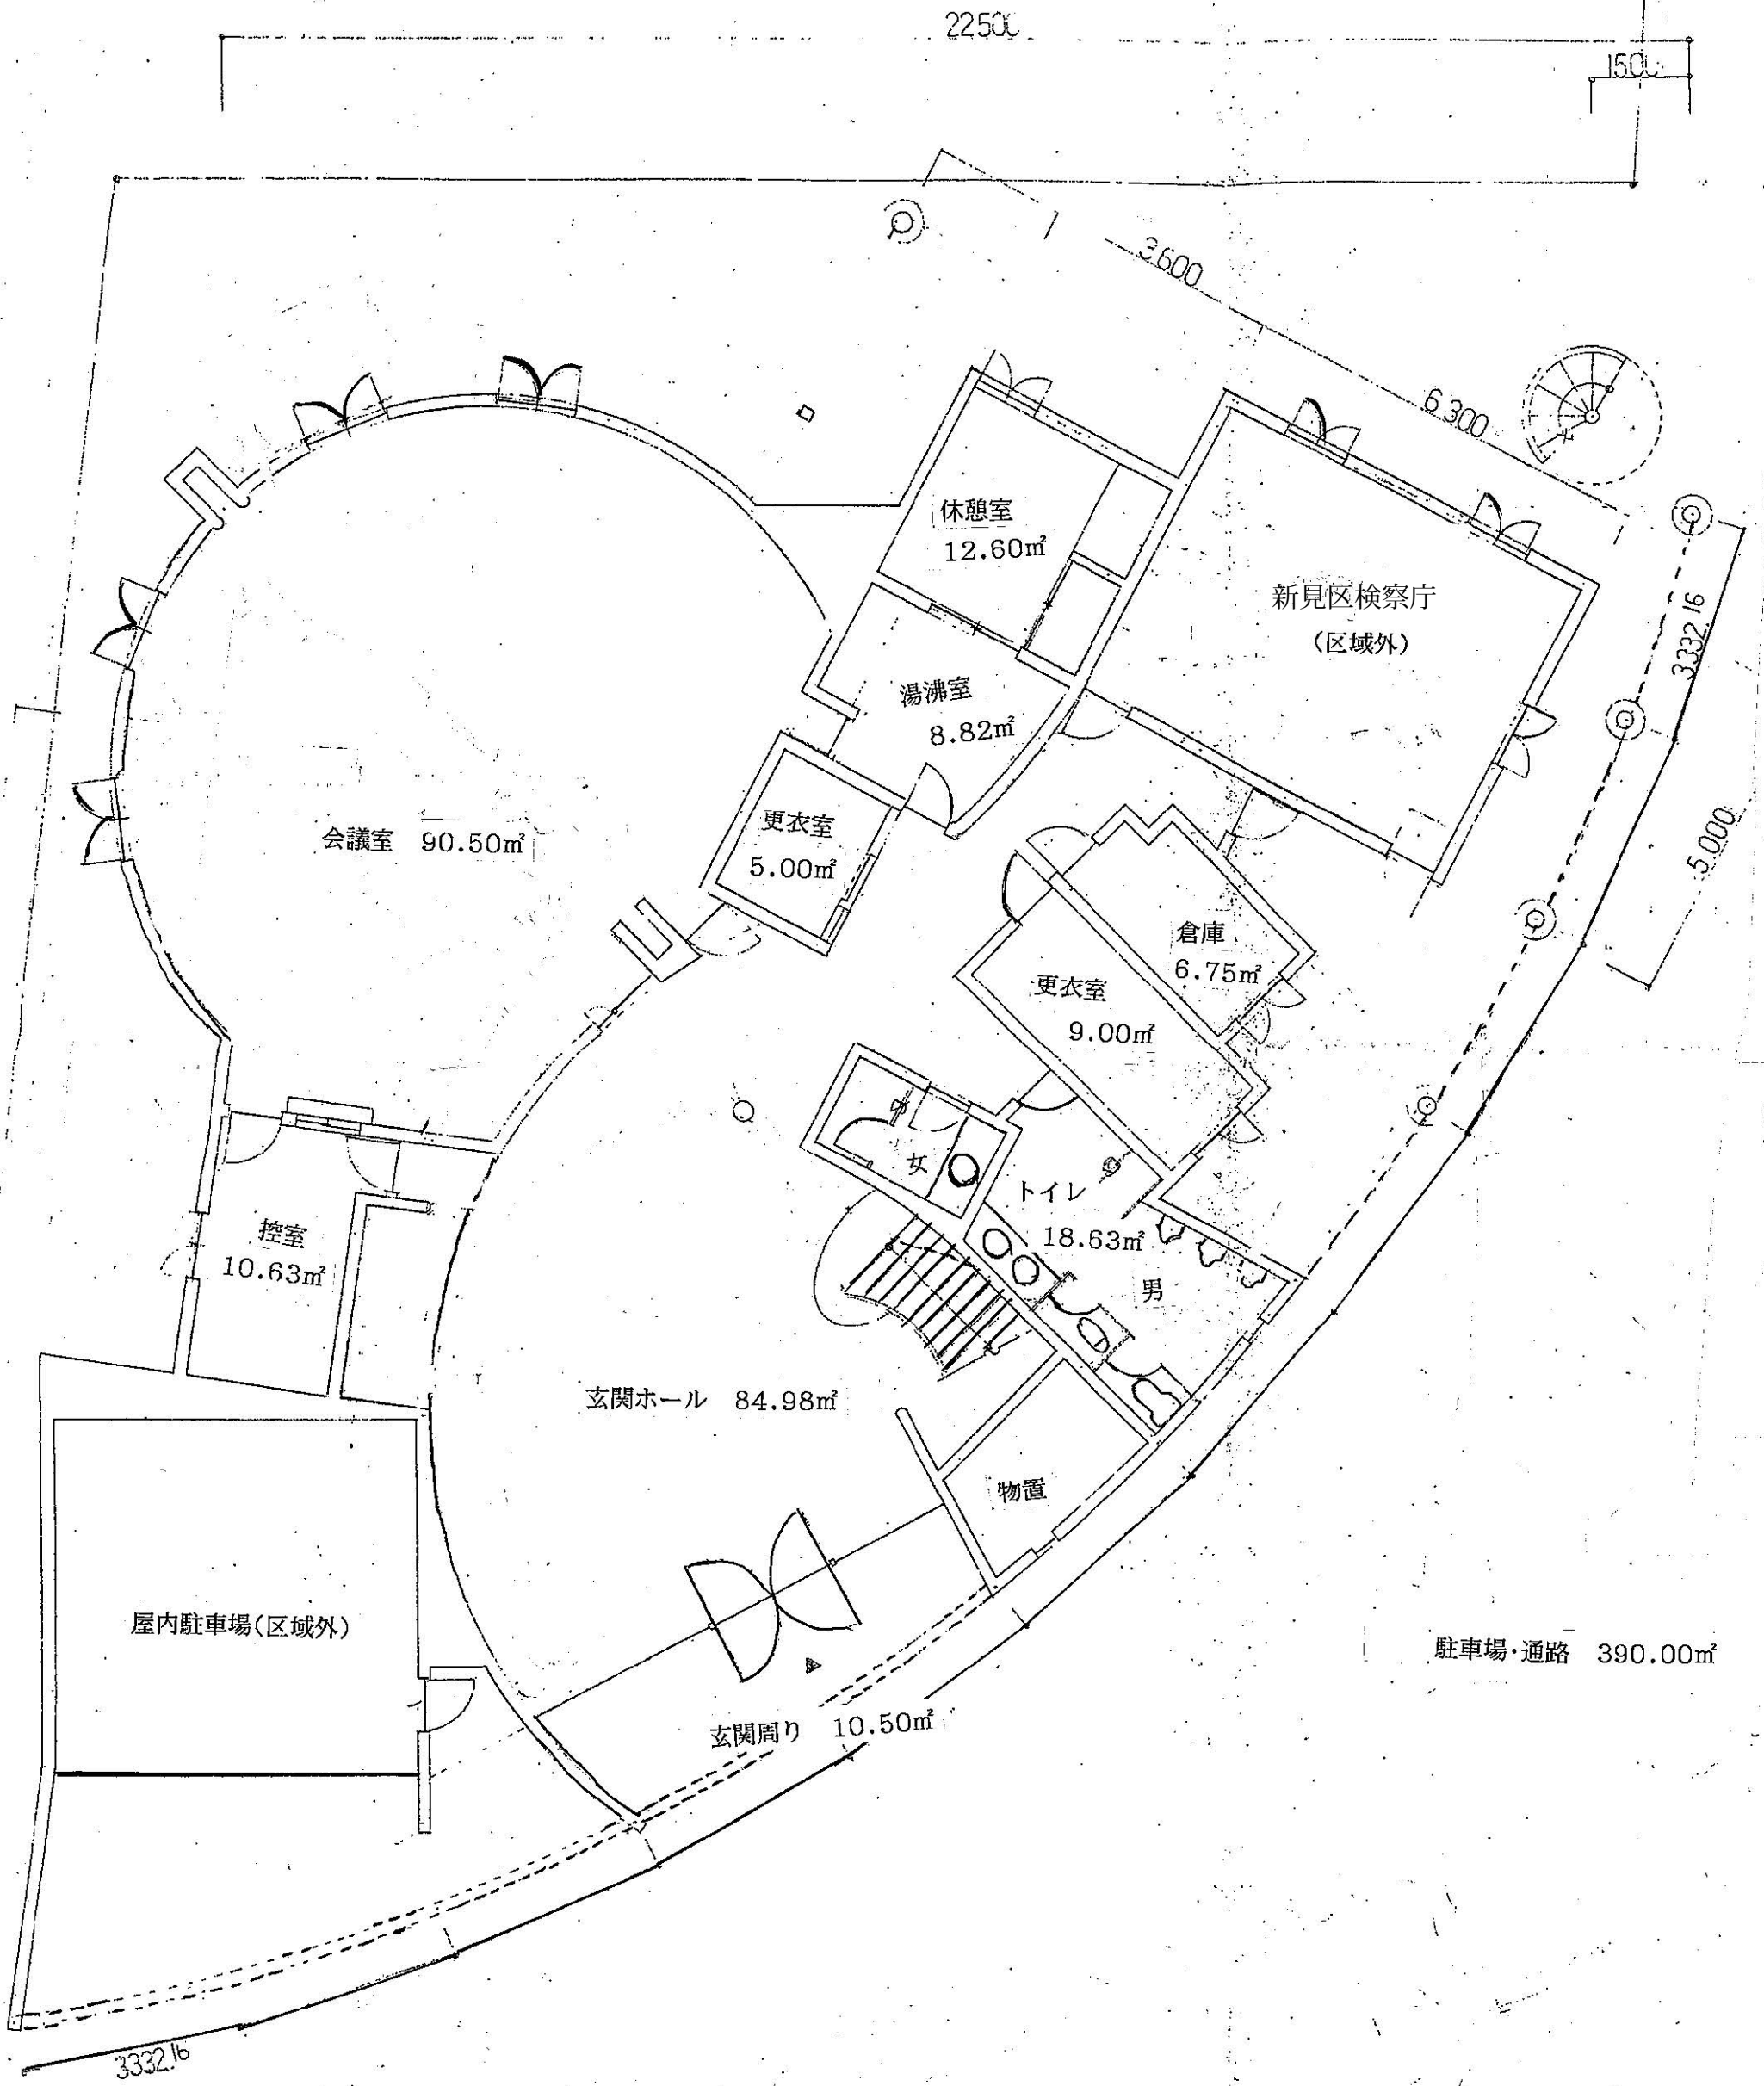 22500
1500
3600
6300
休憩室
12.60㎡
新見区検察庁
（区域外）
3332.16
湯沸室
8.82㎡
更衣室
5.00㎡
会議室　90.50㎡
5000
倉庫
6.75㎡
更衣室
9.00㎡
女
トイレ
18.63㎡
男
控室
10.63㎡
玄関ホール　84.98㎡
物置
屋内駐車場（区域外）
駐車場・通路　390.00㎡
玄関周り　10.50㎡
3332.16